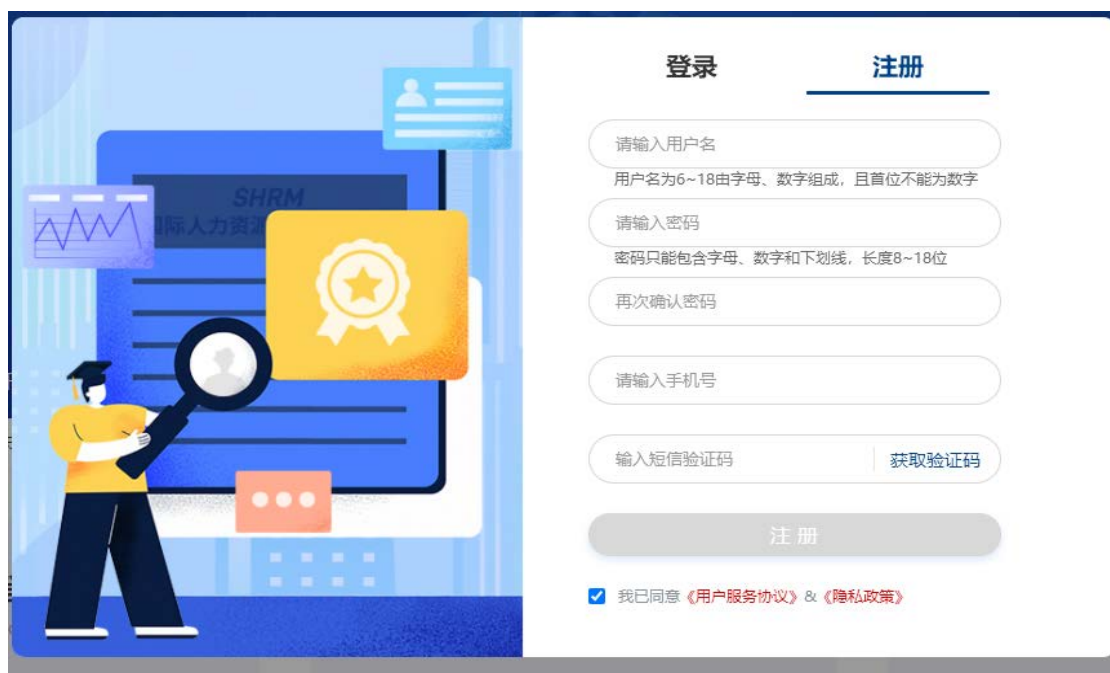 登录
注册
请输入用户名
用户名为6~18由字母、数字组成，且首位不能为数字
请输入密码
密码只能包含字母、数字和下划线，长度8~18位
再次确认密码
请输入手机号
输入短信验证码
获取验证码
注 册
我已同意《用户服务协议》&《隐私政策》
SHRM
国际人力资源